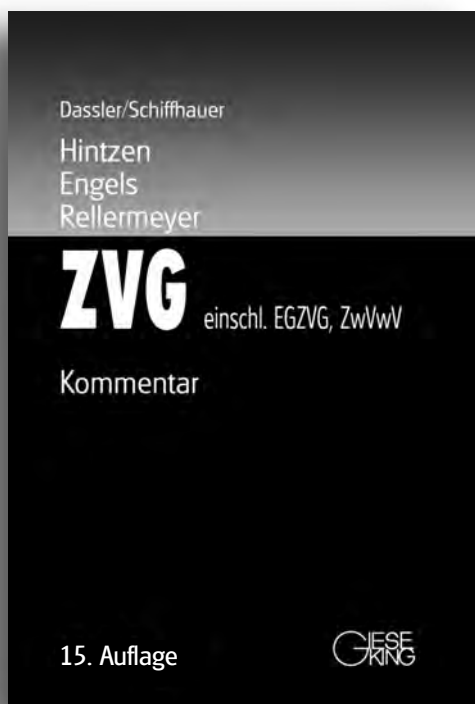 Dassler/Schiffhauer
Hintzen
Engels
Rellermeyer
ZVG einschl. EGZVG, ZwVwV
Kommentar
15. Auflage
GIESE
KING